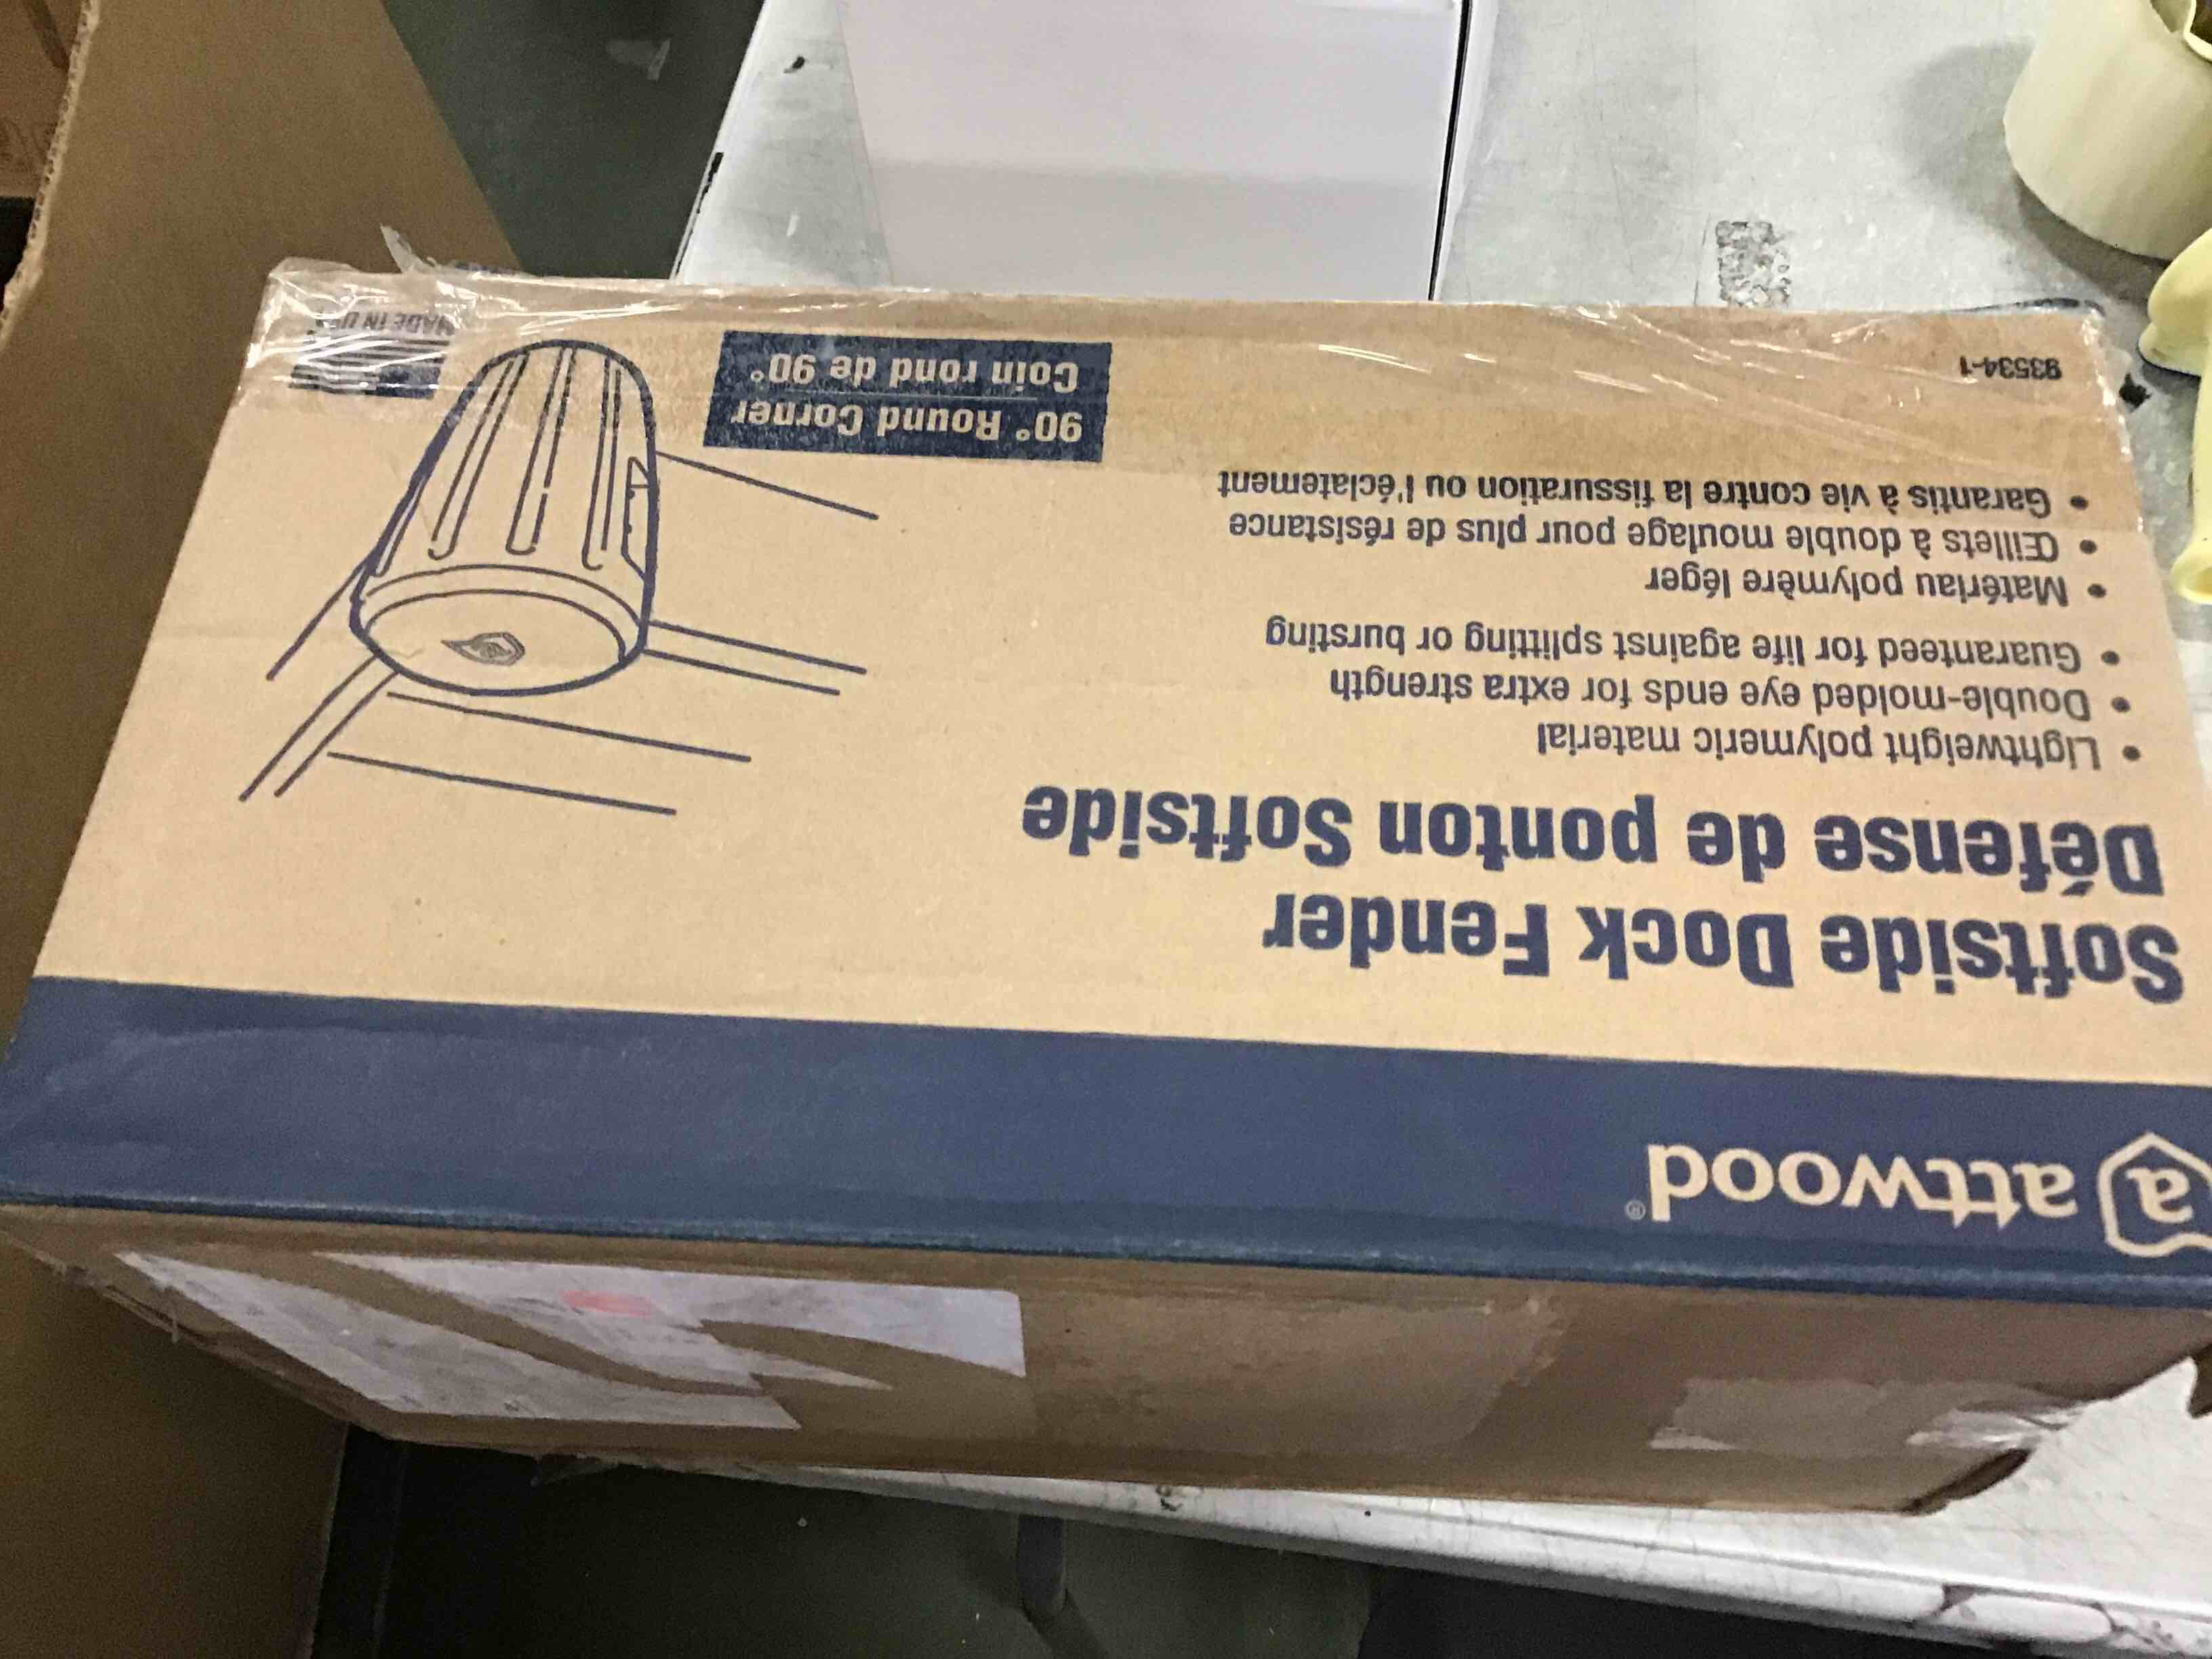 a attwood®
Softside Dock Fender
Défense de ponton Softside
• Lightweight polymeric material
• Double-molded eye ends for extra strength
• Guaranteed for life against splitting or bursting
• Matériau polymère léger
• Œillets à double moulage pour plus de résistance
• Garantis à vie contre la fissuration ou l'éclatement
93534-1
90° Round Corner
Coin rond de 90°
MADE IN